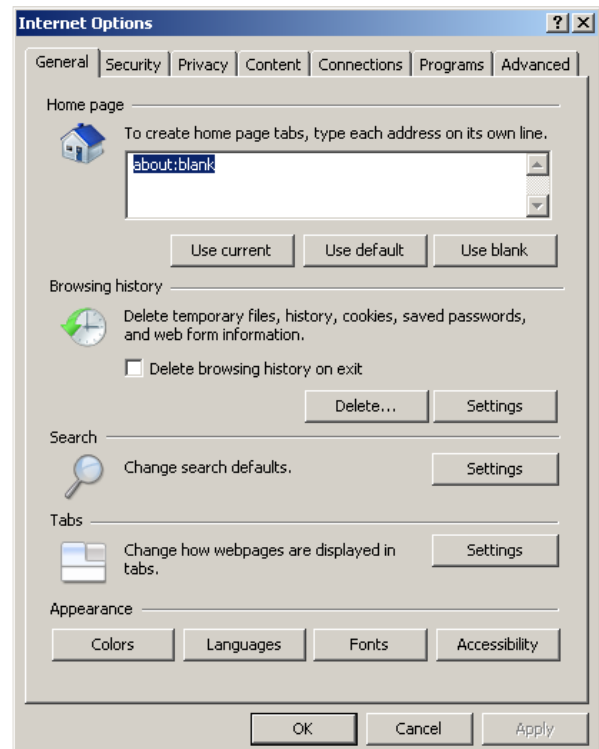 Internet Options
General Security Privacy Content Connections Programs Advanced
Home page
To create home page tabs, type each address on its own line.
about:blank
Use current Use default Use blank
Browsing history
Delete temporary files, history, cookies, saved passwords,
and web form information.
Delete browsing history on exit
Delete... Settings
Search
Change search defaults. Settings
Tabs
Change how webpages are displayed in
tabs.
Settings
Appearance
Colors Languages Fonts Accessibility
OK Cancel Apply